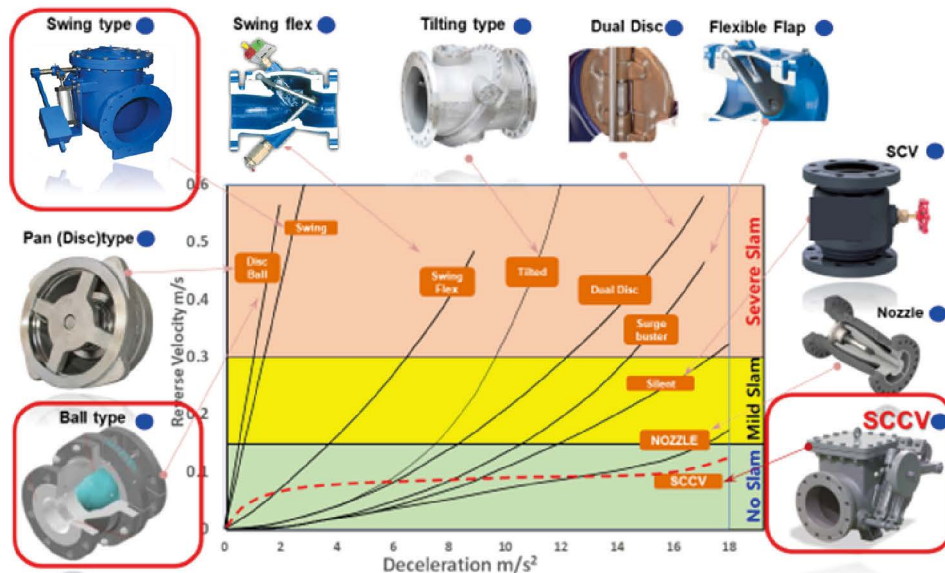 Swing type
Swing flex
Tilting type
Dual Disc
Flexible Flap
SCV
Pan (Disc)type
Nozzle
Ball type
SCCV
0.6
0.5
0.4
0.3
0.2
0.1
0
Reverse Velocity m/s
Disc
Ball
Swing
Swing
Flex
Tilted
Dual Disc
Surge
buster
Silent
NOZZLE
SCCV
Severe Slam
Mild Slam
No Slam
0
2
4
6
8
10
12
14
16
18
Deceleration m/s²